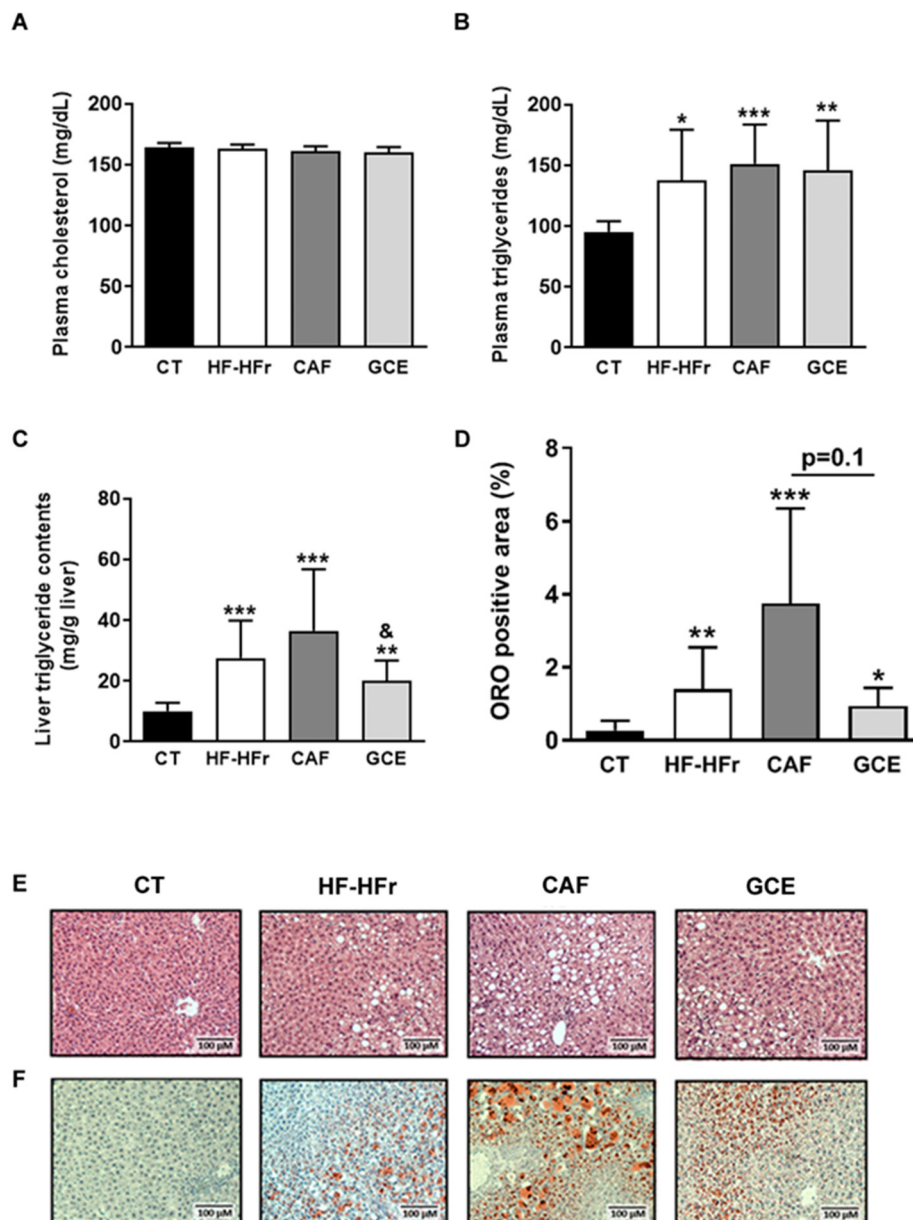 A
Plasma cholesterol (mg/dL)
200
150
100
50
0
CT HF-HFr CAF GCE
B
Plasma triglycerides (mg/dL)
200
150
100
50
0
* *** **
CT HF-HFr CAF GCE
C
Liver triglyceride contents
(mg/g liver)
80
60
40
20
0
*** *** &
**
CT HF-HFr CAF GCE
D
ORO positive area (%)
8
6
4
2
0
p=0.1
** *** *
CT HF-HFr CAF GCE
E
CT HF-HFr CAF GCE
100 µM 100 µM 100 µM 100 µM
F
100 µM 100 µM 100 µM 100 µM